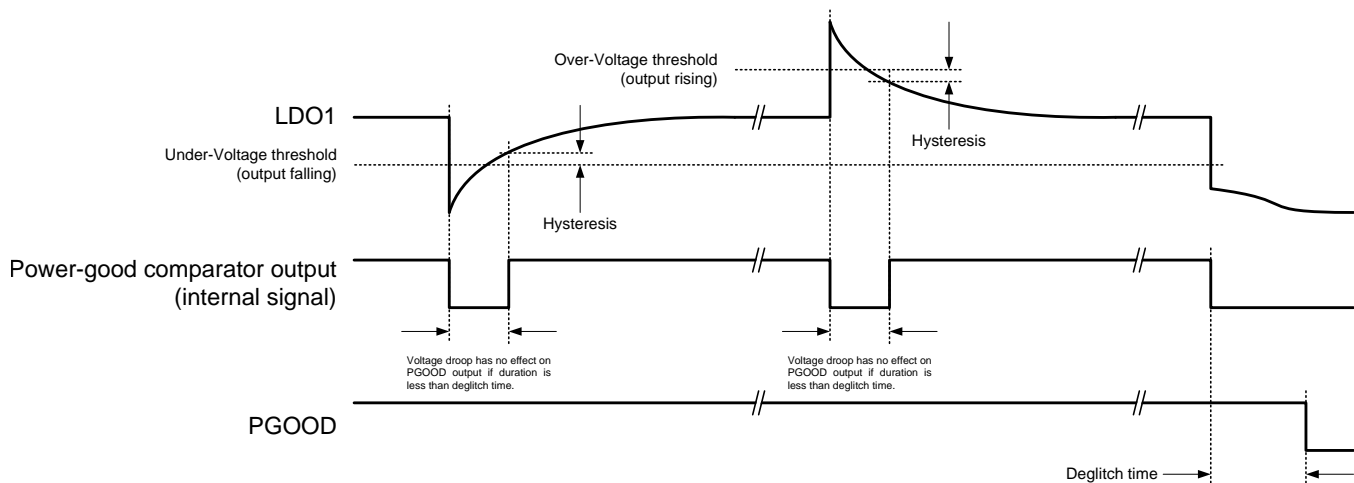 Over-Voltage threshold
(output rising)
LDO1
Hysteresis
Under-Voltage threshold
(output falling)
Hysteresis
Power-good comparator output
(internal signal)
Voltage droop has no effect on
PGOOD output if duration is
less than deglitch time.
Voltage droop has no effect on
PGOOD output if duration is
less than deglitch time.
PGOOD
Deglitch time